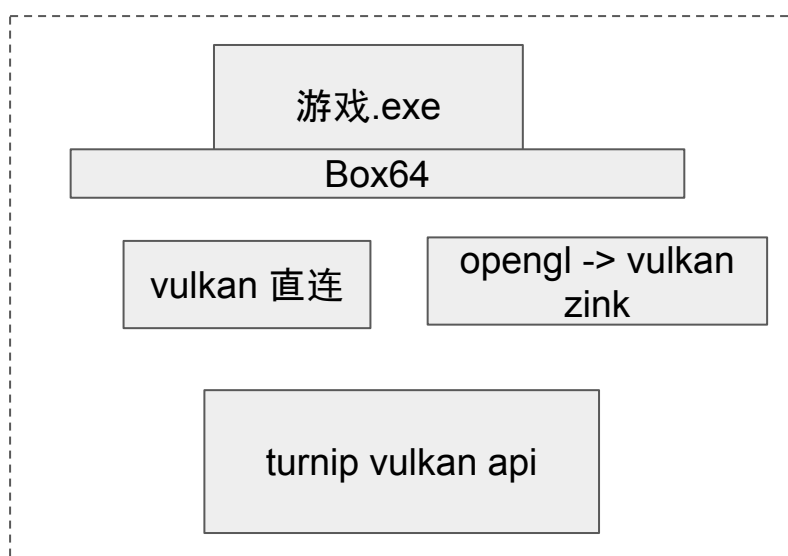 游戏.exe
Box64
vulkan 直连
opengl -> vulkan
zink
turnip vulkan api